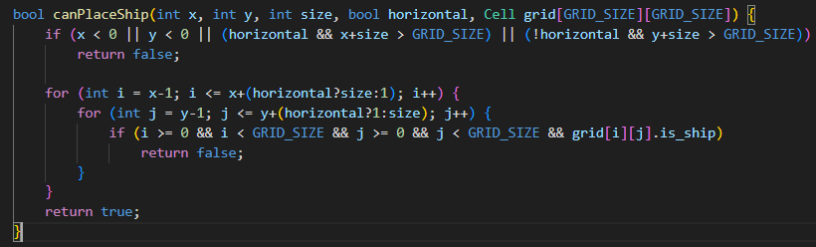 bool canPlaceShip(int x, int y, int size, bool horizontal, Cell grid[GRID_SIZE][GRID_SIZE]) {
    if (x < 0 || y < 0 || (horizontal && x+size > GRID_SIZE) || (!horizontal && y+size > GRID_SIZE))
        return false;

    for (int i = x-1; i <= x+(horizontal?size:1); i++) {
        for (int j = y-1; j <= y+(horizontal?1:size); j++) {
            if (i >= 0 && i < GRID_SIZE && j >= 0 && j < GRID_SIZE && grid[i][j].is_ship)
                return false;
        }
    }
    return true;
}